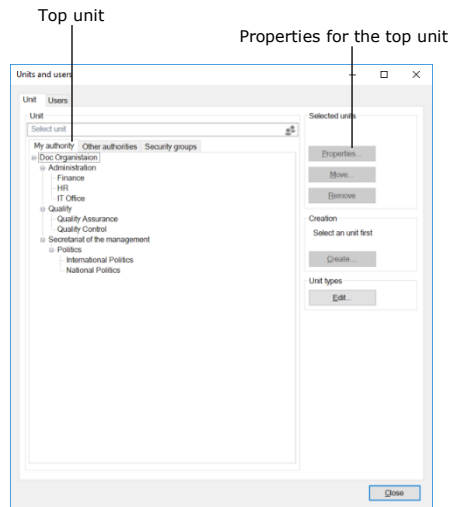 Top unit
Properties for the top unit
Units and users
Unit Users
Unit
Select unit
My authority Other authorities Security groups
Doc Organistaion
Administration
Finance
HR
IT Office
Quality
Quality Assurance
Quality Control
Secretariat of the management
Politics
International Politics
National Politics
Selected units
Properties...
Move...
Remove
Creation
Select an unit first
Create...
Unit types
Edit...
Close